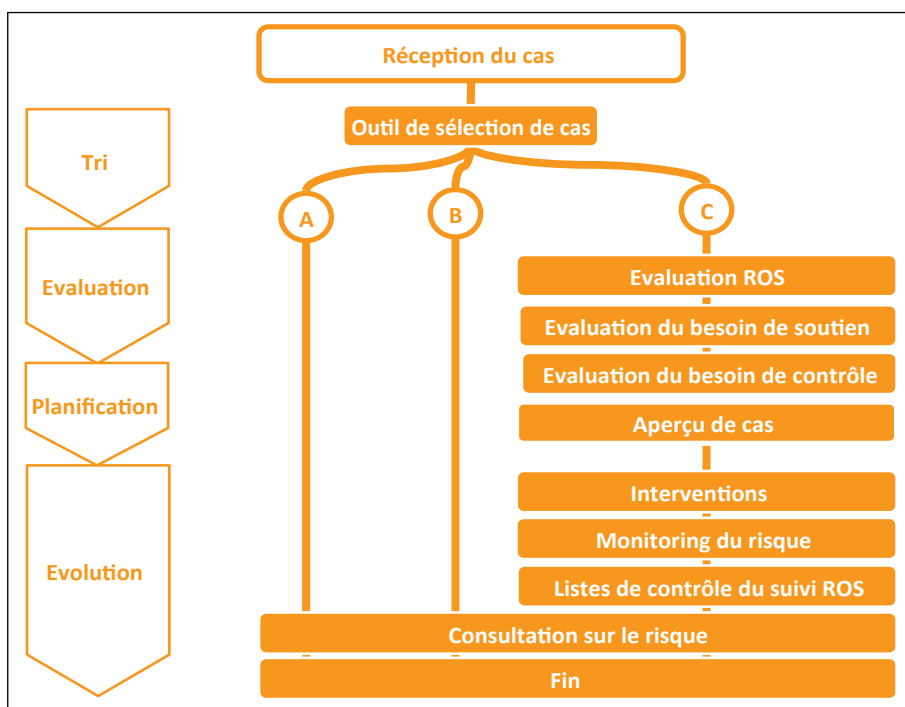 Réception du cas
Outil de sélection de cas
Tri
A
B
C
Evaluation
Evaluation ROS
Evaluation du besoin de soutien
Evaluation du besoin de contrôle
Planification
Aperçu de cas
Interventions
Monitoring du risque
Evolution
Listes de contrôle du suivi ROS
Consultation sur le risque
Fin